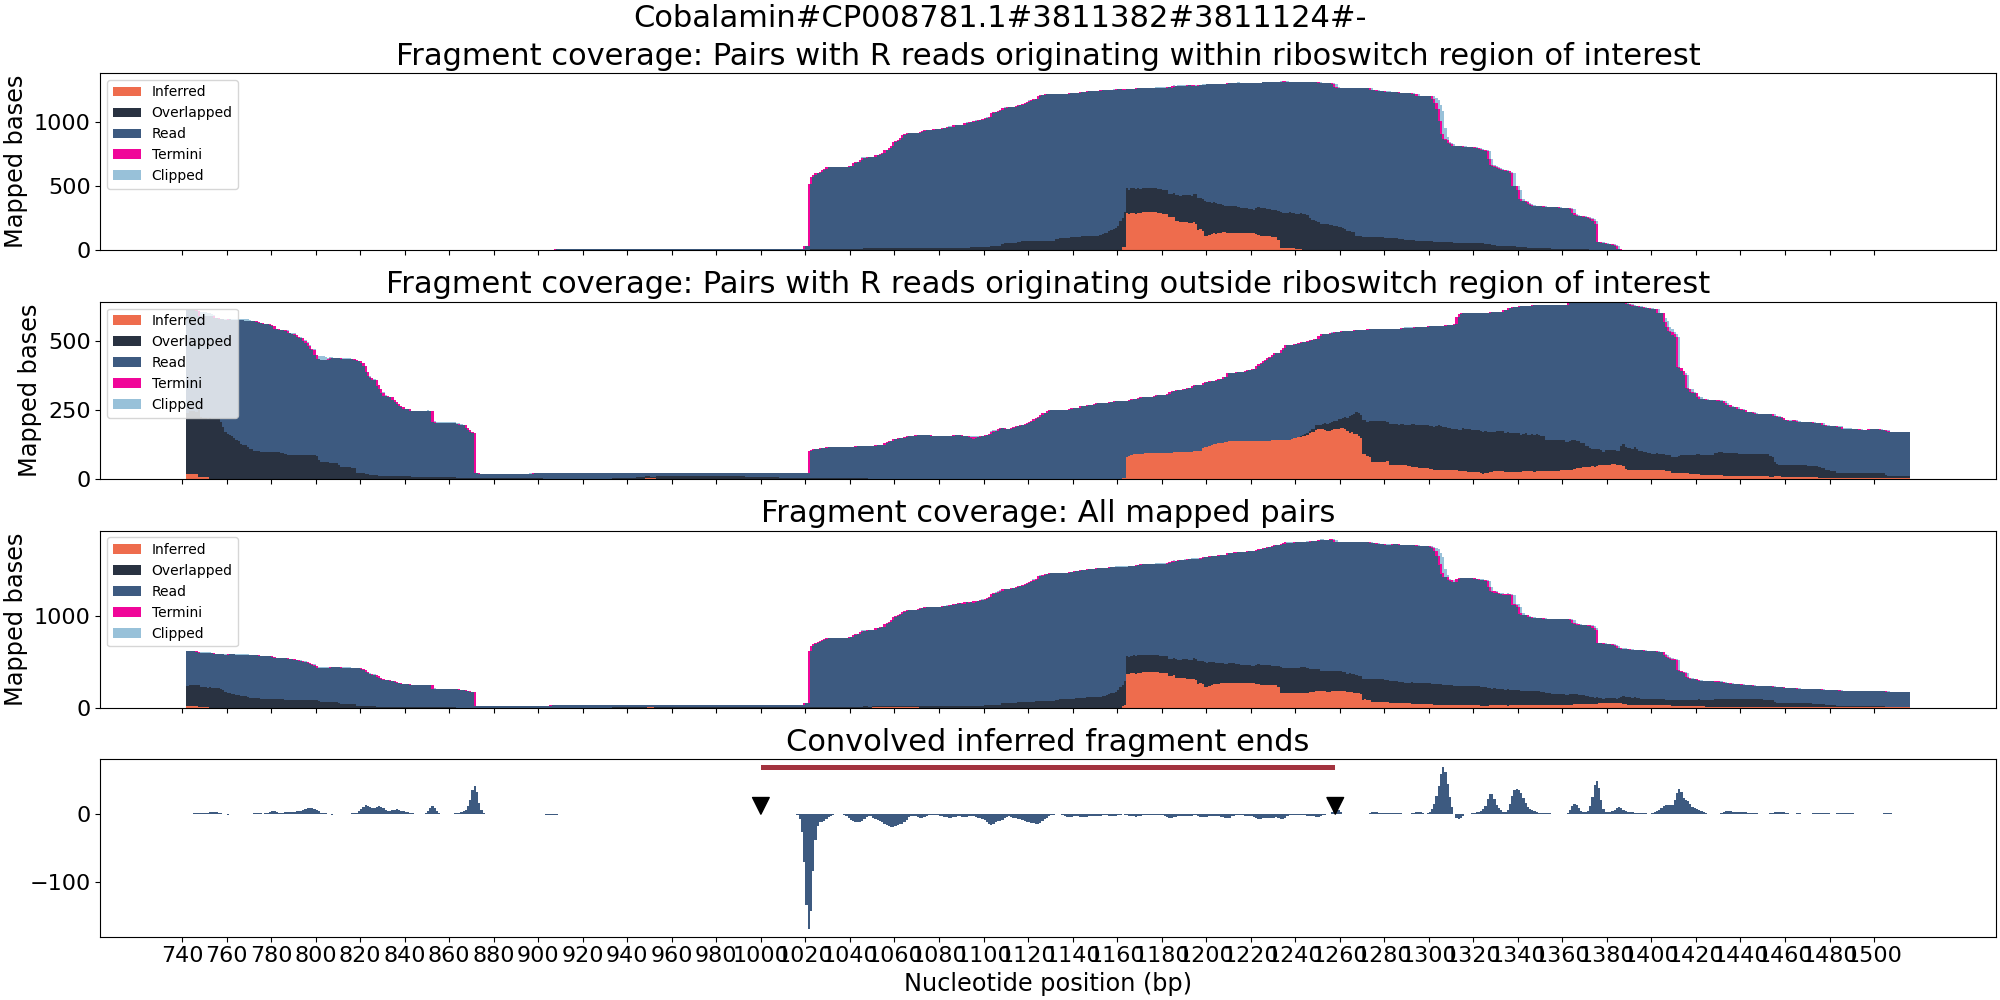 Cobalamin#CP008781.1#3811382#3811124#-
Fragment coverage: Pairs with R reads originating within riboswitch region of interest
Mapped bases
1000
500
0
Inferred
Overlapped
Read
Termini
Clipped
Fragment coverage: Pairs with R reads originating outside riboswitch region of interest
Mapped bases
500
250
0
Inferred
Overlapped
Read
Termini
Clipped
Fragment coverage: All mapped pairs
Mapped bases
1000
0
Inferred
Overlapped
Read
Termini
Clipped
Convolved inferred fragment ends
0
−100
740 760 780 800 820 840 860 880 900 920 940 960 980 1000 1020 1040 1060 1080 1100 1120 1140 1160 1180 1200 1220 1240 1260 1280 1300 1320 1340 1360 1380 1400 1420 1440 1460 1480 1500
Nucleotide position (bp)